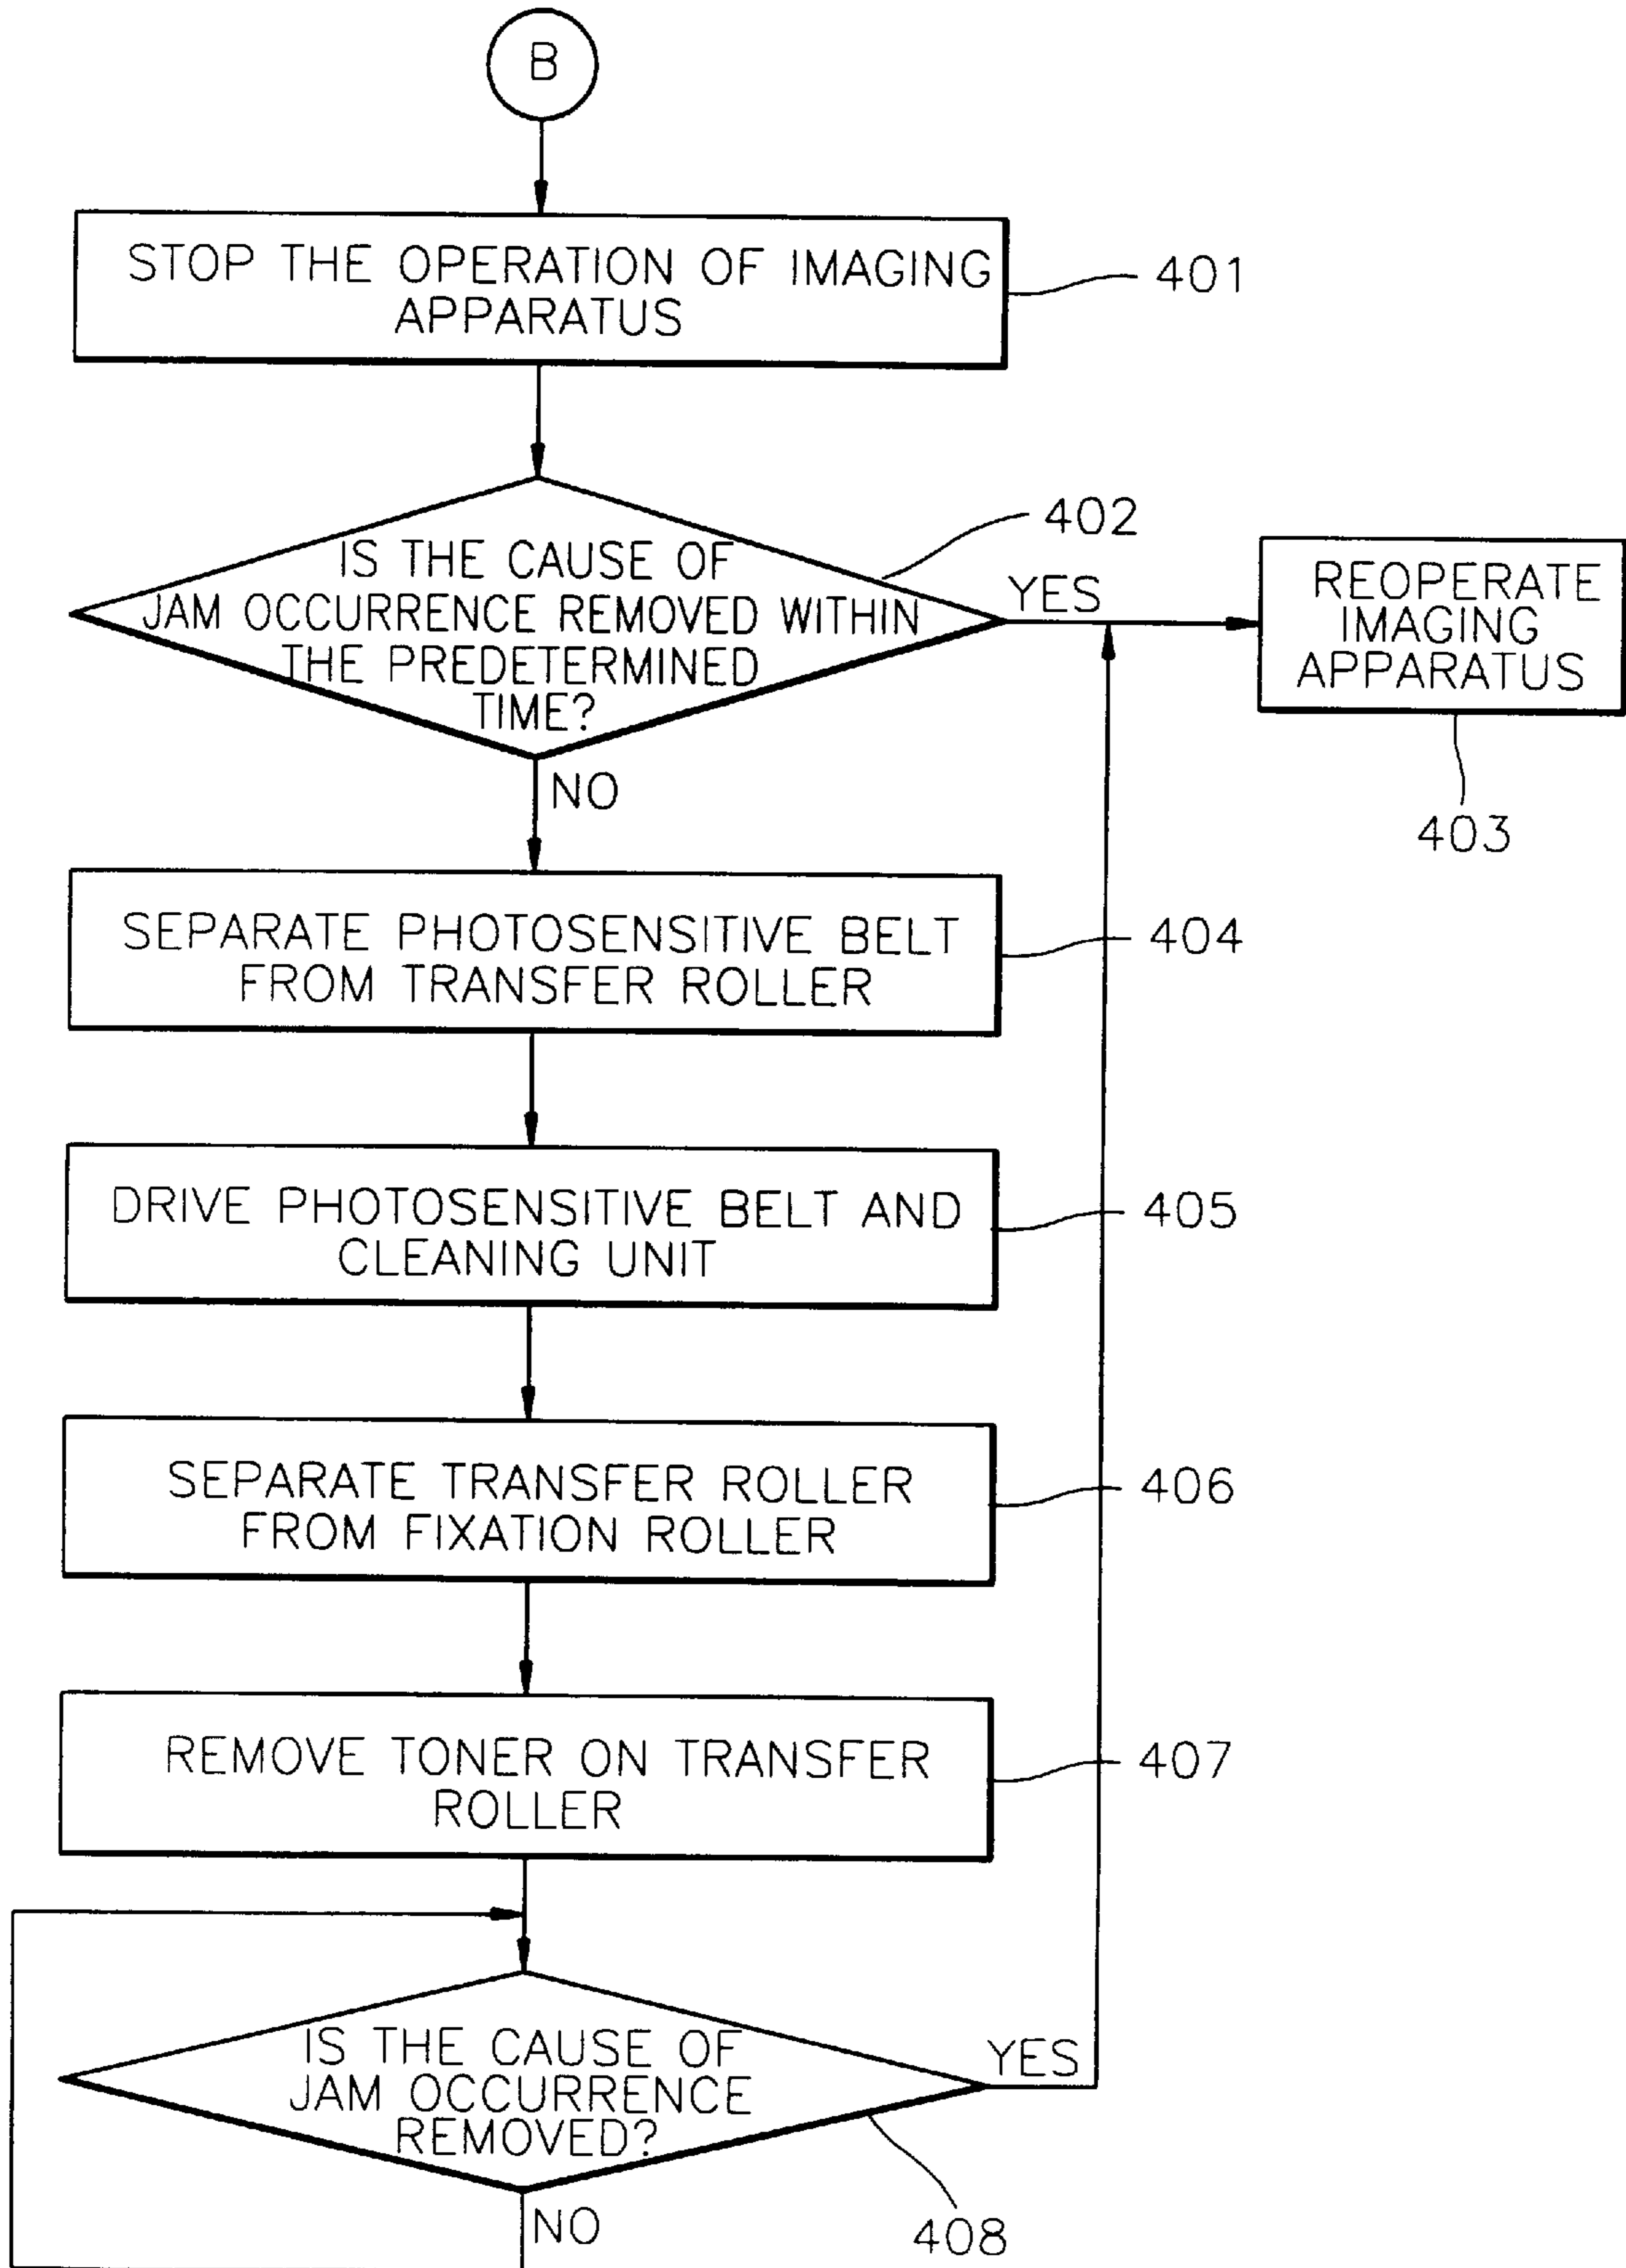 B
STOP THE OPERATION OF IMAGING
APPARATUS
401
IS THE CAUSE OF
JAM OCCURRENCE REMOVED WITHIN
THE PREDETERMINED
TIME?
402
YES
REOPERATE
IMAGING
APPARATUS
403
NO
SEPARATE PHOTOSENSITIVE BELT
FROM TRANSFER ROLLER
404
DRIVE PHOTOSENSITIVE BELT AND
CLEANING UNIT
405
SEPARATE TRANSFER ROLLER
FROM FIXATION ROLLER
406
REMOVE TONER ON TRANSFER
ROLLER
407
IS THE CAUSE OF
JAM OCCURRENCE
REMOVED?
YES
408
NO